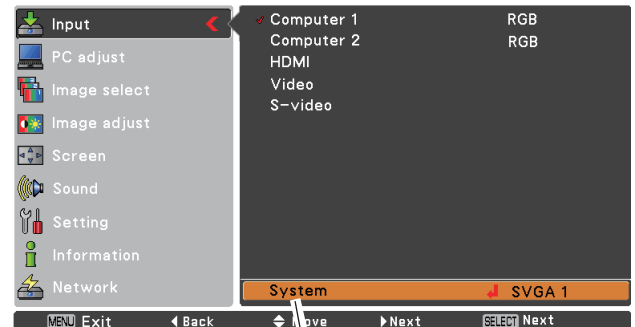 Input
PC adjust
Image select
Image adjust
Screen
Sound
Setting
Information
Network
Computer 1 RGB
Computer 2 RGB
HDMI
Video
S-video
System SVGA 1
MENU Exit Back Move Next SELECT Next